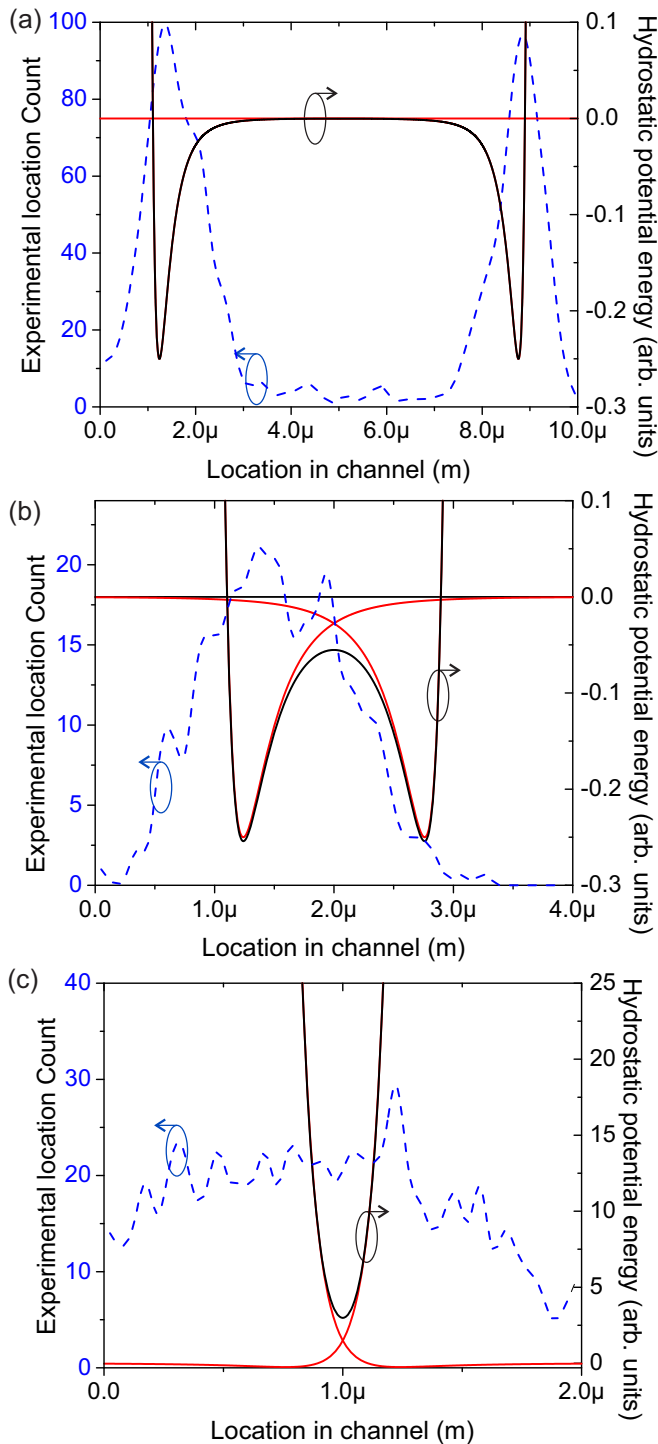 (a)
100
80
60
40
20
0
Experimental location Count
0.1
0.0
-0.1
-0.2
-0.3
Hydrostatic potential energy (arb. units)
0.0 2.0µ 4.0µ 6.0µ 8.0µ 10.0µ
Location in channel (m)
(b)
20
15
10
5
0
Experimental location Count
0.1
0.0
-0.1
-0.2
-0.3
Hydrostatic potential energy (arb. units)
0.0 1.0µ 2.0µ 3.0µ 4.0µ
Location in channel (m)
(c)
40
30
20
10
0
Experimental location Count
25
20
15
10
5
0
Hydrostatic potential energy (arb. units)
0.0 1.0µ 2.0µ
Location in channel (m)